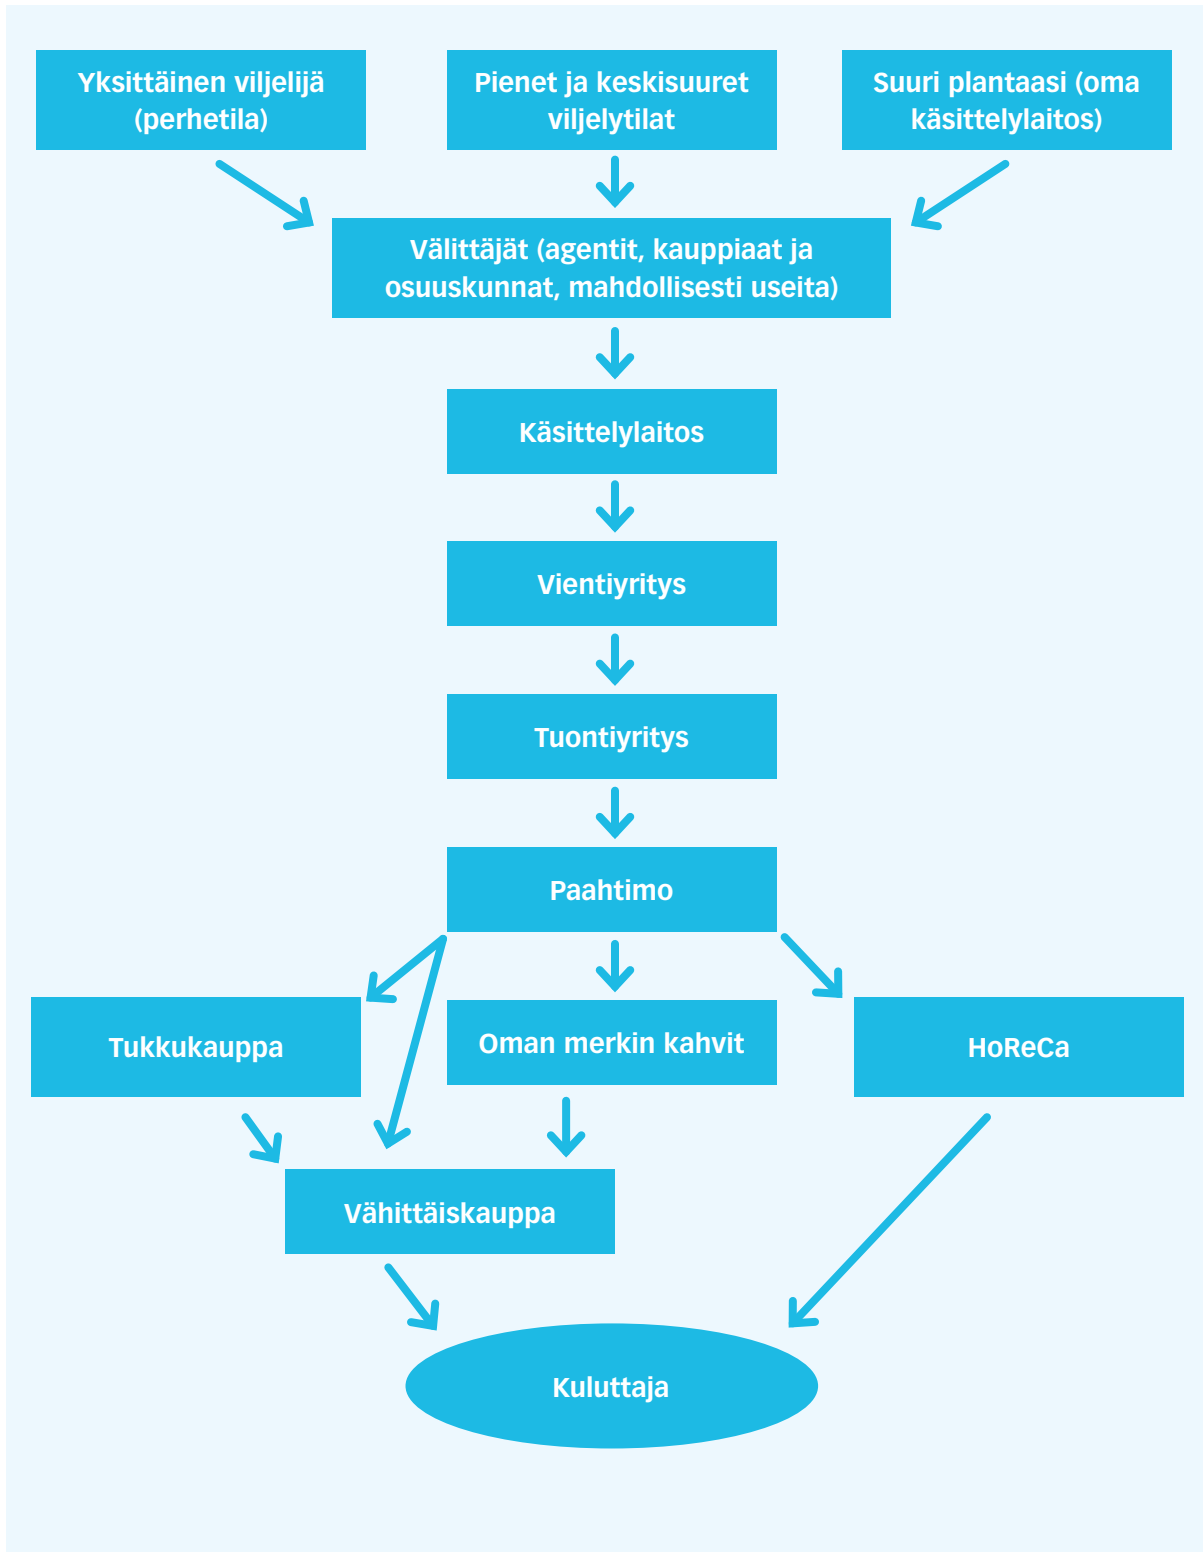 Yksittäinen viljelijä
(perhetila)
Pienet ja keskisuuret
viljelytilat
Suuri plantaasi (oma
käsittelylaitos)
Välittäjät (agentit, kauppiaat ja
osuuskunnat, mahdollisesti useita)
Käsittelylaitos
Vientiyritys
Tuontiyritys
Paahtimo
Tukkukauppa
Oman merkin kahvit
HoReCa
Vähittäiskauppa
Kuluttaja